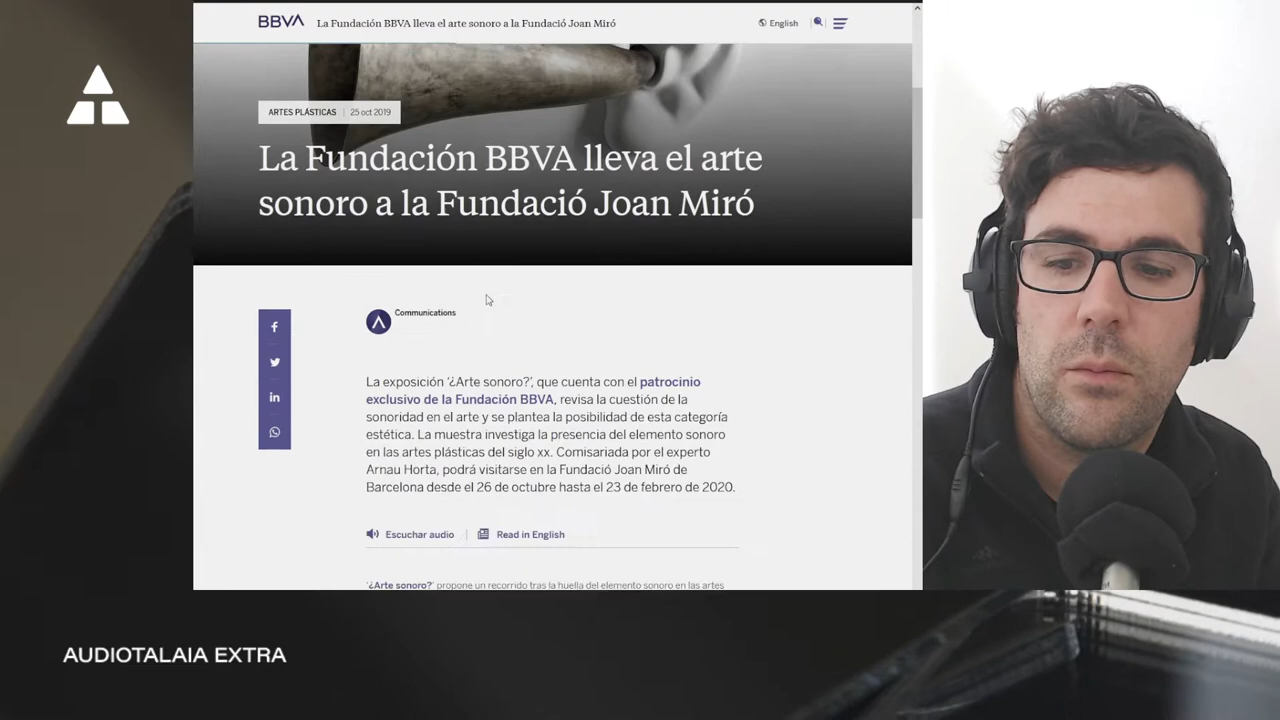 BBVA
La Fundación BBVA lleva el arte sonoro a la Fundació Joan Miró
English
ARTES PLÁSTICAS | 25 oct 2019
La Fundación BBVA lleva el arte
sonoro a la Fundació Joan Miró
Communications
La exposición ‘¿Arte sonoro?’, que cuenta con el patrocinio
exclusivo de la Fundación BBVA, revisa la cuestión de la
sonoridad en el arte y se plantea la posibilidad de esta categoría
estética. La muestra investiga la presencia del elemento sonoro
en las artes plásticas del siglo xx. Comisariada por el experto
Arnau Horta, podrá visitarse en la Fundació Joan Miró de
Barcelona desde el 26 de octubre hasta el 23 de febrero de 2020.
Escuchar audio | Read in English
‘¿Arte sonoro?’ propone un recorrido tras la huella del elemento sonoro en las artes
AUDIOTALAIA EXTRA